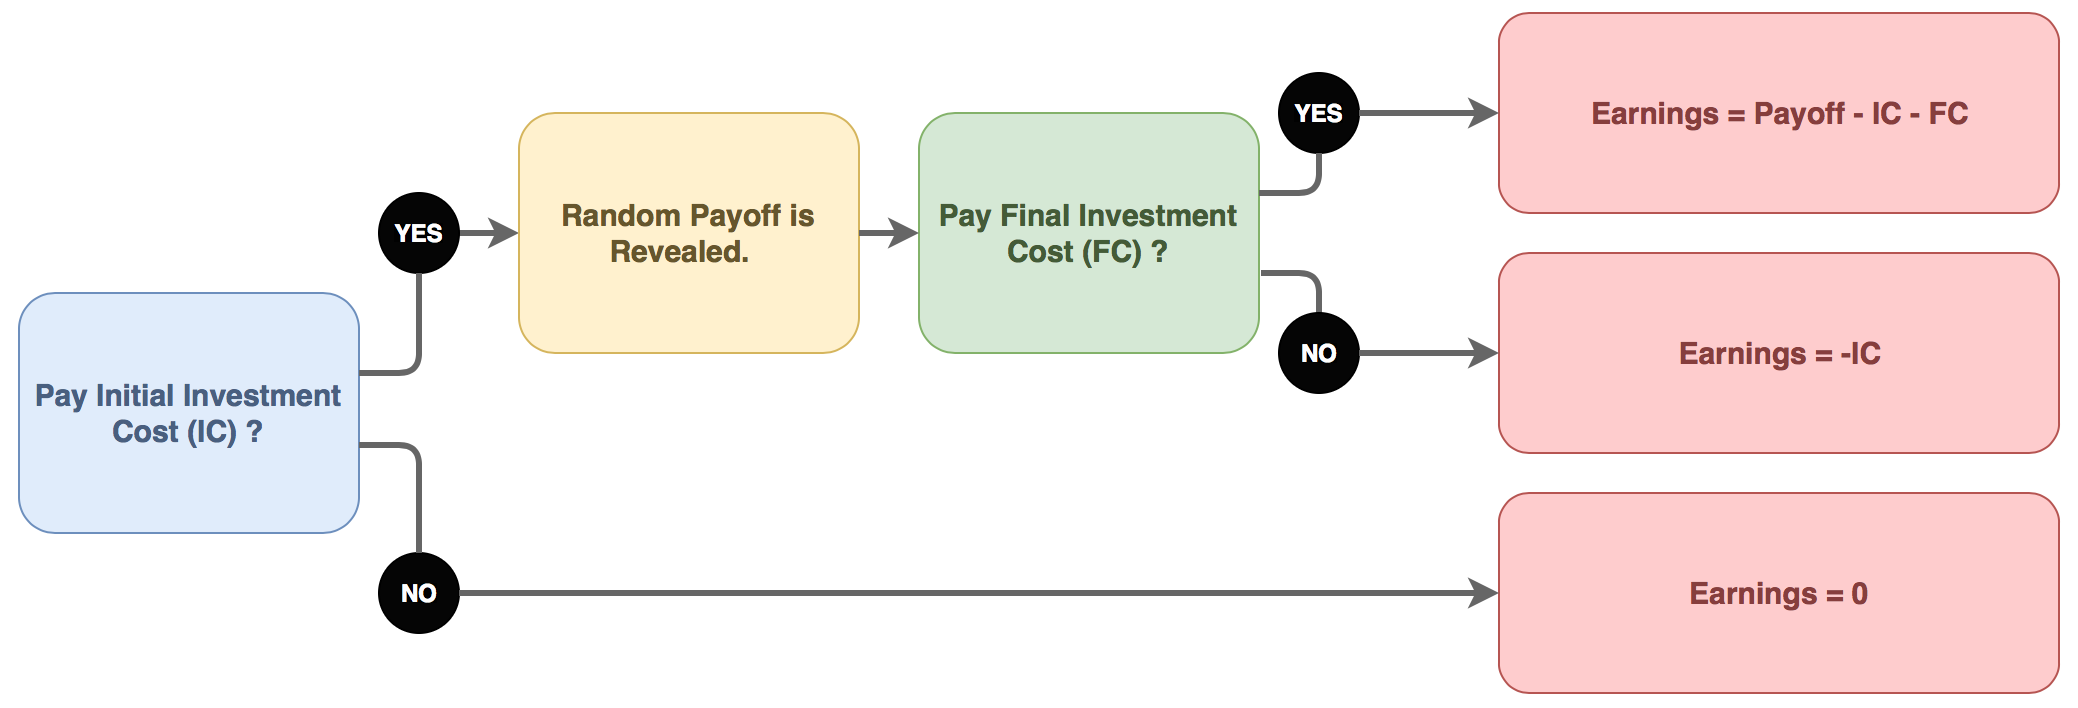 Pay Initial Investment
Cost (IC) ?
YES
NO
Random Payoff is
Revealed.
Pay Final Investment
Cost (FC) ?
YES
NO
Earnings = Payoff - IC - FC
Earnings = -IC
Earnings = 0